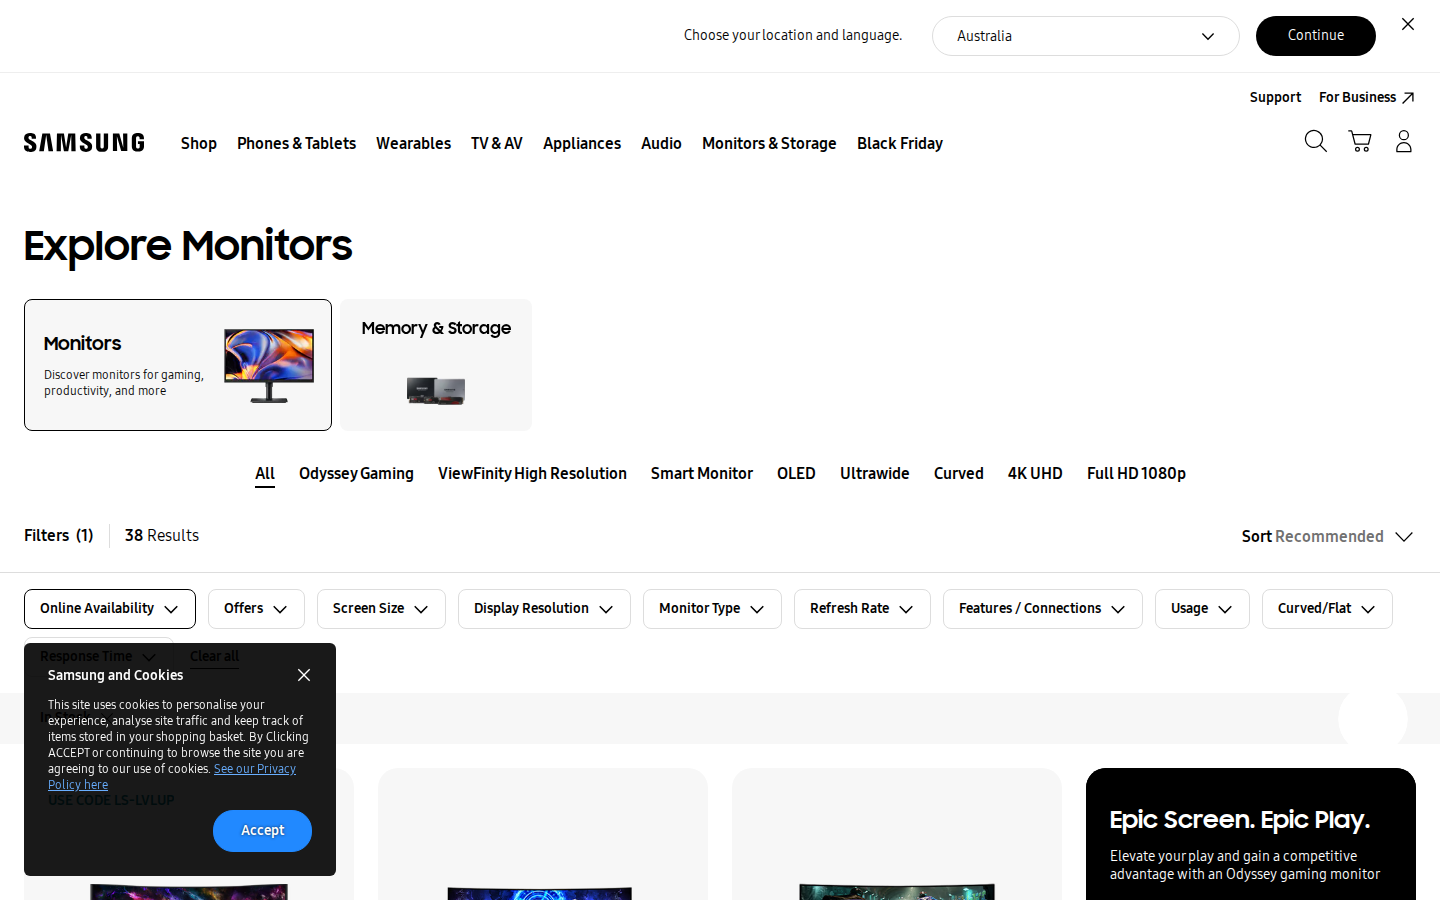 Choose your location and language.
Australia
Continue
Support
For Business
SAMSUNG
Shop
Phones & Tablets
Wearables
TV & AV
Appliances
Audio
Monitors & Storage
Black Friday
Explore Monitors
Monitors
Discover monitors for gaming,
productivity, and more
Memory & Storage
All
Odyssey Gaming
ViewFinity High Resolution
Smart Monitor
OLED
Ultrawide
Curved
4K UHD
Full HD 1080p
Filters (1)
38 Results
Sort Recommended
Online Availability
Offers
Screen Size
Display Resolution
Monitor Type
Refresh Rate
Features / Connections
Usage
Curved/Flat
Response Time
Clear all
Samsung and Cookies
This site uses cookies to personalise your
experience, analyse site traffic and keep track of
items stored in your shopping basket. By Clicking
ACCEPT or continuing to browse the site you are
agreeing to our use of cookies. See our Privacy
Policy here
USE CODE LS-LVLUP
Accept
Epic Screen. Epic Play.
Elevate your play and gain a competitive
advantage with an Odyssey gaming monitor